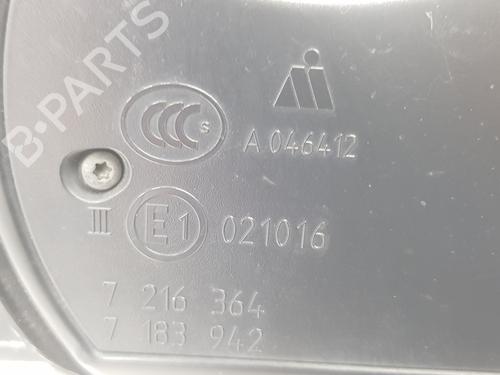 B-PARTS
CCC S
A 046412
III E1 021016
7 216 364
7 183 942